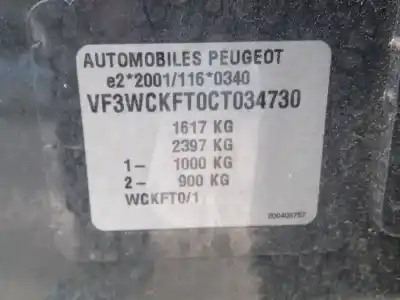 AUTOMOBILES PEUGEOT
e2*2001/116*0340
VF3WCKFT0CT034730
1617 KG
2397 KG
1- 1000 KG
2- 900 KG
WCKFT0/1